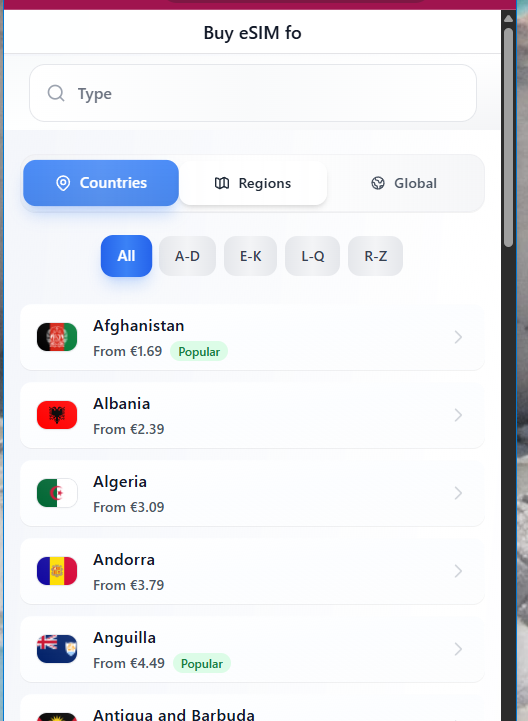 Buy eSIM fo
Type
Countries
Regions
Global
All
A-D
E-K
L-Q
R-Z
Afghanistan
From €1.69 Popular
Albania
From €2.39
Algeria
From €3.09
Andorra
From €3.79
Anguilla
From €4.49 Popular
Antigua and Barbuda